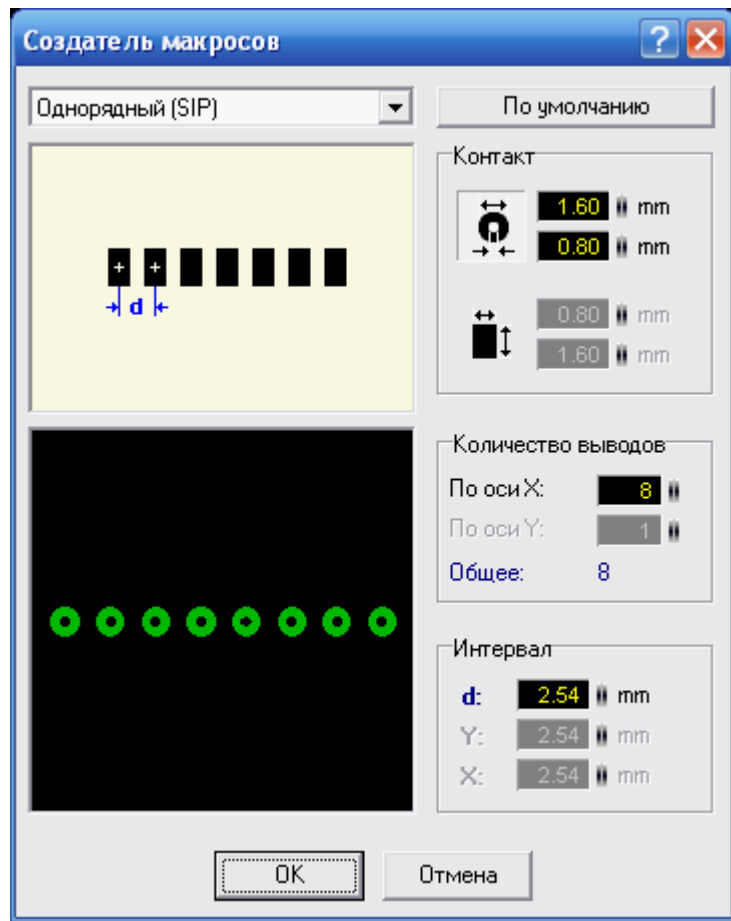 Создатель макросов
Однорядный (SIP)
По умолчанию
d
Контакт
1.60 mm
0.80 mm
0.80 mm
1.60 mm
Количество выводов
По оси X: 8
По оси Y: 1
Общее: 8
Интервал
d: 2.54 mm
Y: 2.54 mm
X: 2.54 mm
OK
Отмена